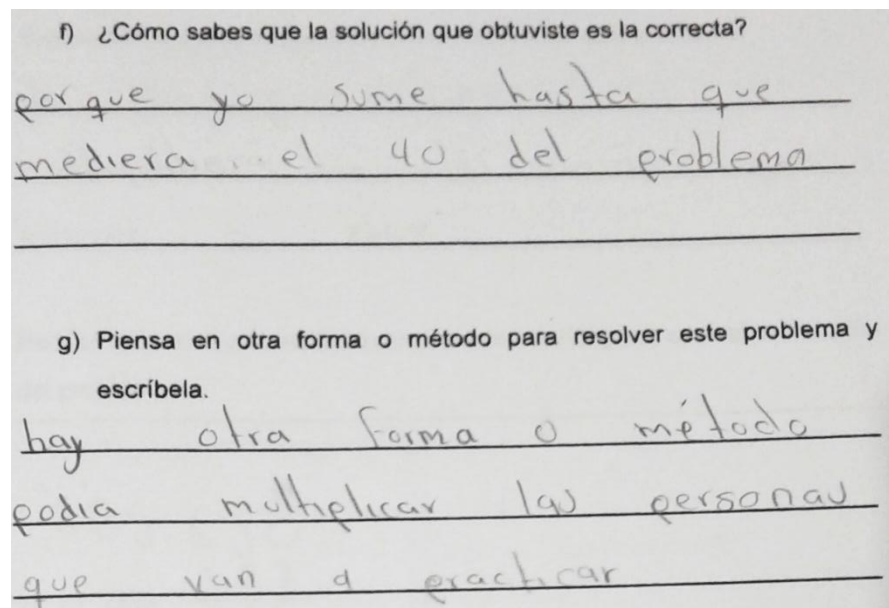 f) ¿Cómo sabes que la solución que obtuviste es la correcta?
por que yo sume hasta que
mediera el 40 del problema
g) Piensa en otra forma o método para resolver este problema y
escríbela.
hay otra forma o método
podia multiplicar las personas
que van a practicar